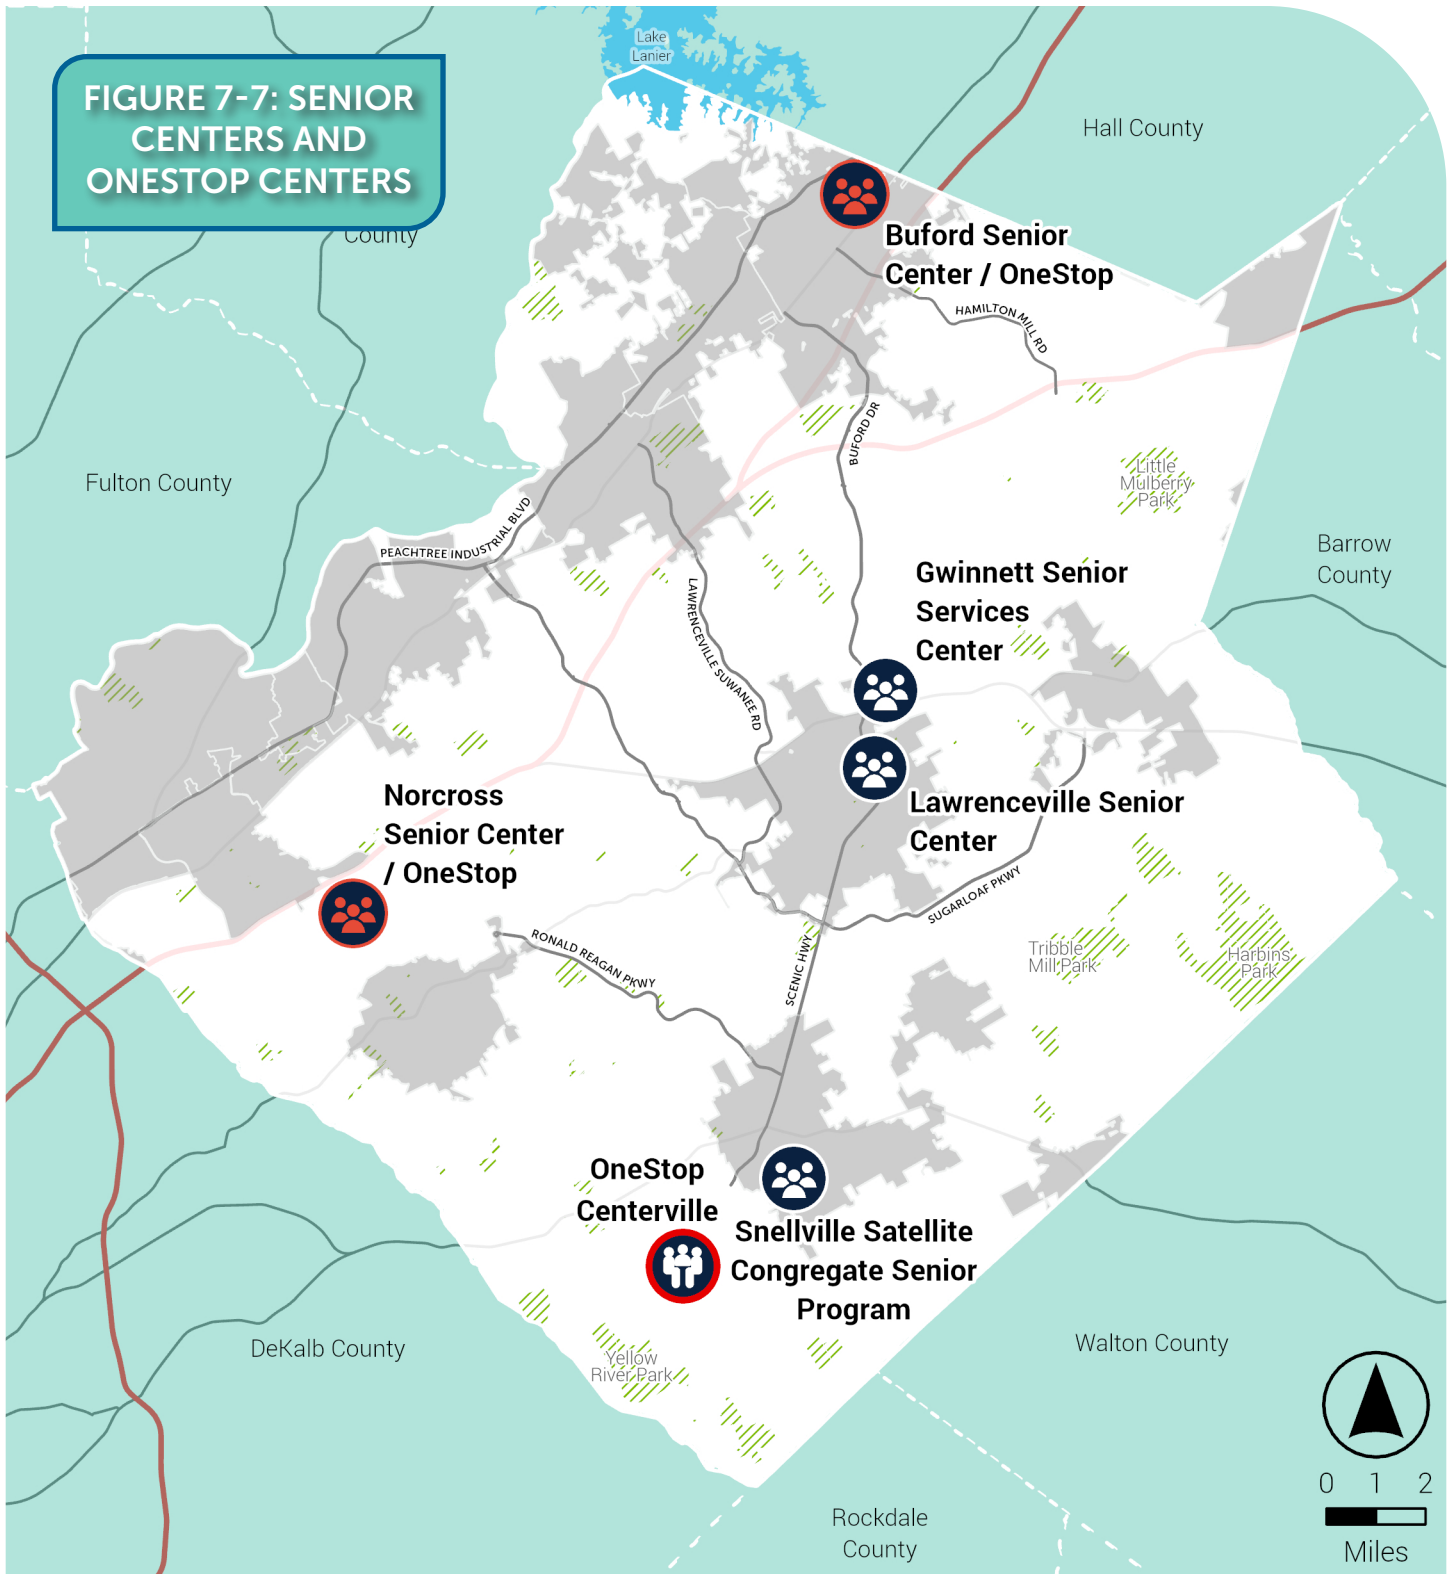 FIGURE 7-7: SENIOR
CENTERS AND
ONESTOP CENTERS
County
Lake
Lanier
Hall County
Buford Senior
Center / OneStop
HAMILTON MILL RD
BUFORD DR
Fulton County
Little
Mulberry
Park
PEACHTREE INDUSTRIAL BLVD
Barrow
County
Gwinnett Senior
Services
Center
LAWRENCEVILLE SUWANEE RD
Norcross
Senior Center
/ OneStop
Lawrenceville Senior
Center
SUGARLOAF PKWY
RONALD REAGAN PKWY
SCENIC HWY
Tribble
Mill Park
Harbins
Park
OneStop
Centerville
Snellville Satellite
Congregate Senior
Program
DeKalb County
Yellow
River Park
Walton County
Rockdale
County
0 1 2
Miles